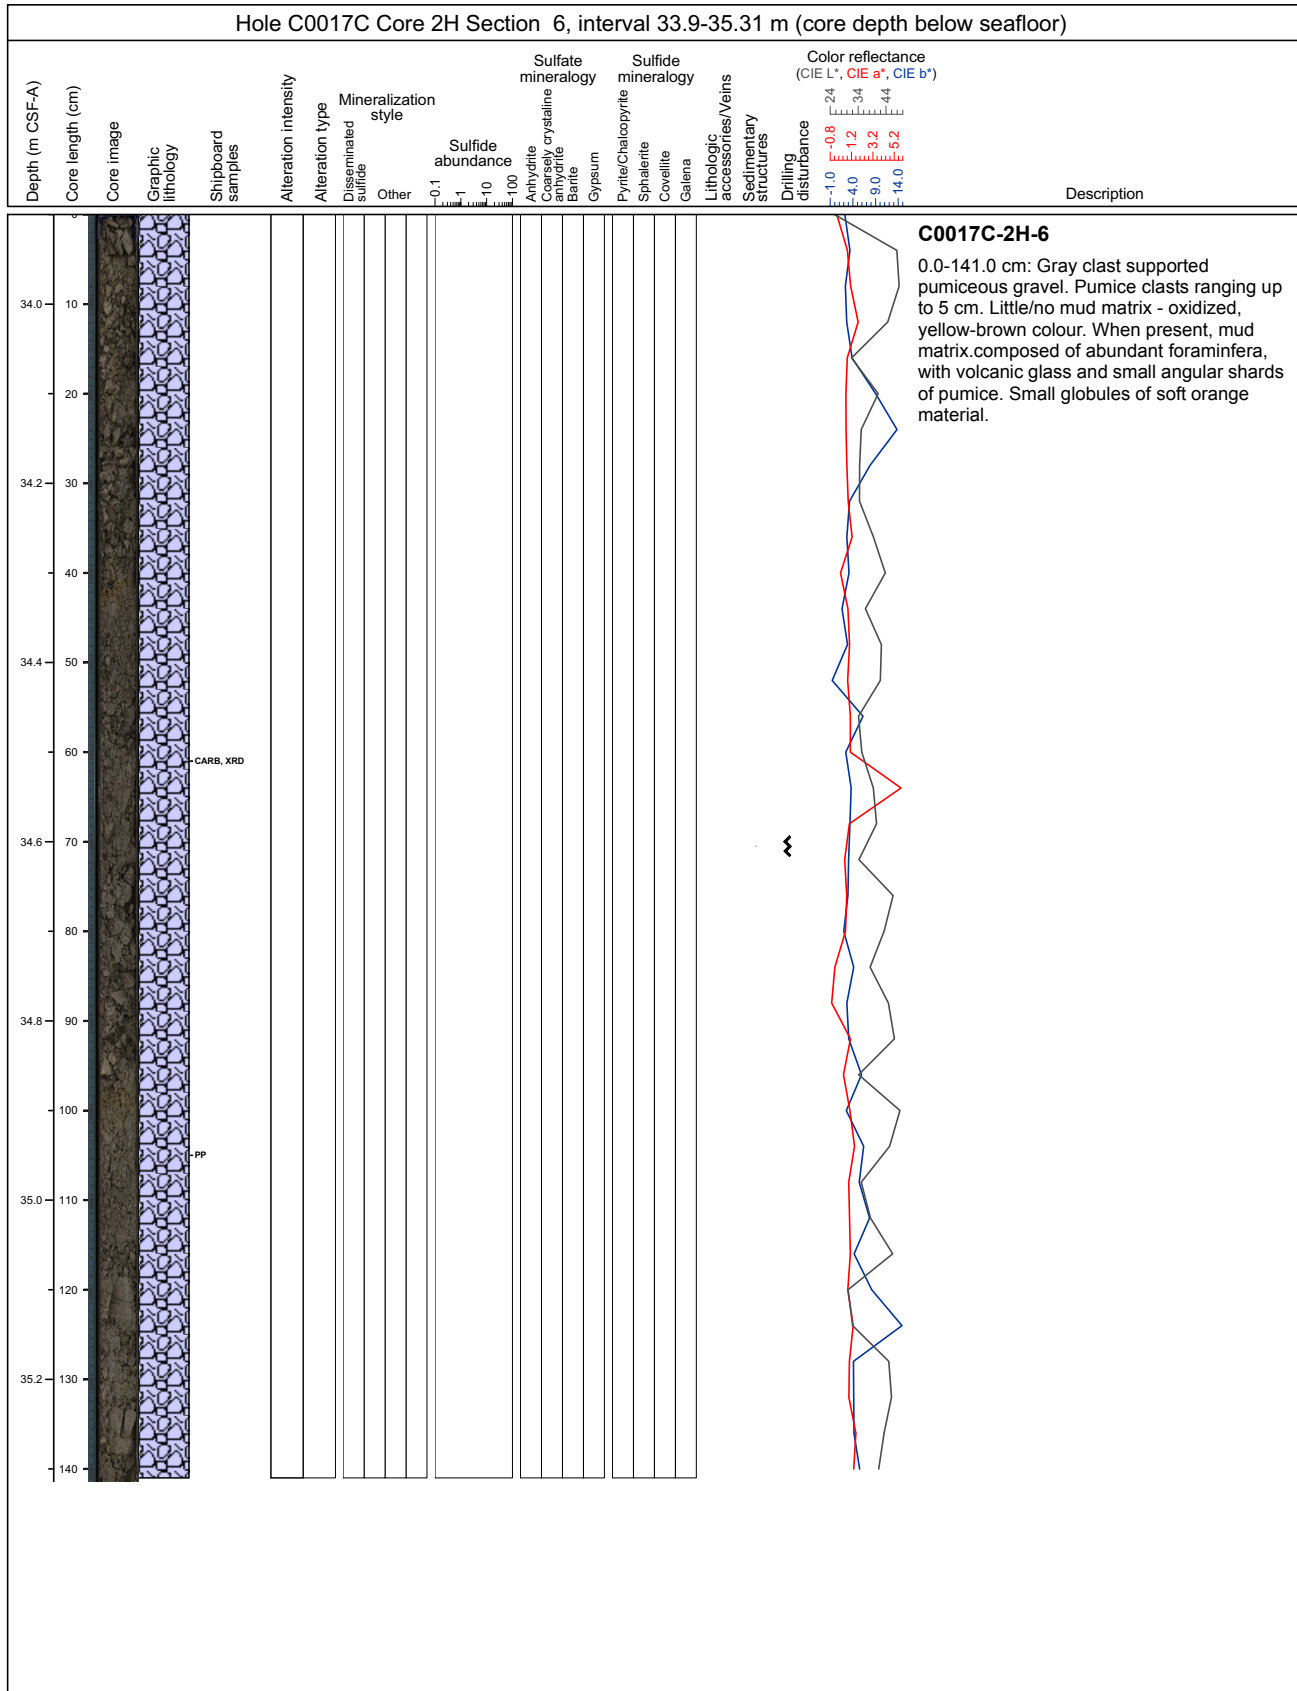 Hole C0017C Core 2H Section 6, interval 33.9-35.31 m (core depth below seafloor)
Depth (m CSF-A)
Core length (cm)
Core image
Graphic
lithology
Shipboard
samples
Alteration intensity
Alteration type
Mineralization
style
Disseminated
sulfide
Other
Sulfide
abundance
0.1
1
10
100
Sulfate
mineralogy
Anhydrite
Coarsely crystaline
anhydrite
Barite
Gypsum
Sulfide
mineralogy
Pyrite/Chalcopyrite
Sphalerite
Covellite
Galena
Lithologic
accessories/Veins
Sedimentary
structures
Drilling
disturbance
Color reflectance
(CIE L*, CIE a*, CIE b*)
24 34 44
-0.8 1.2 3.2 5.2
-1.0 4.0 9.0 14.0
Description
C0017C-2H-6
0.0-141.0 cm: Gray clast supported
pumiceous gravel. Pumice clasts ranging up
to 5 cm. Little/no mud matrix - oxidized,
yellow-brown colour. When present, mud
matrix.composed of abundant foraminfera,
with volcanic glass and small angular shards
of pumice. Small globules of soft orange
material.
34.0 10
20
34.2 30
40
34.4 50
60
CARB, XRD
34.6 70
80
34.8 90
100
PP
35.0 110
120
35.2 130
140